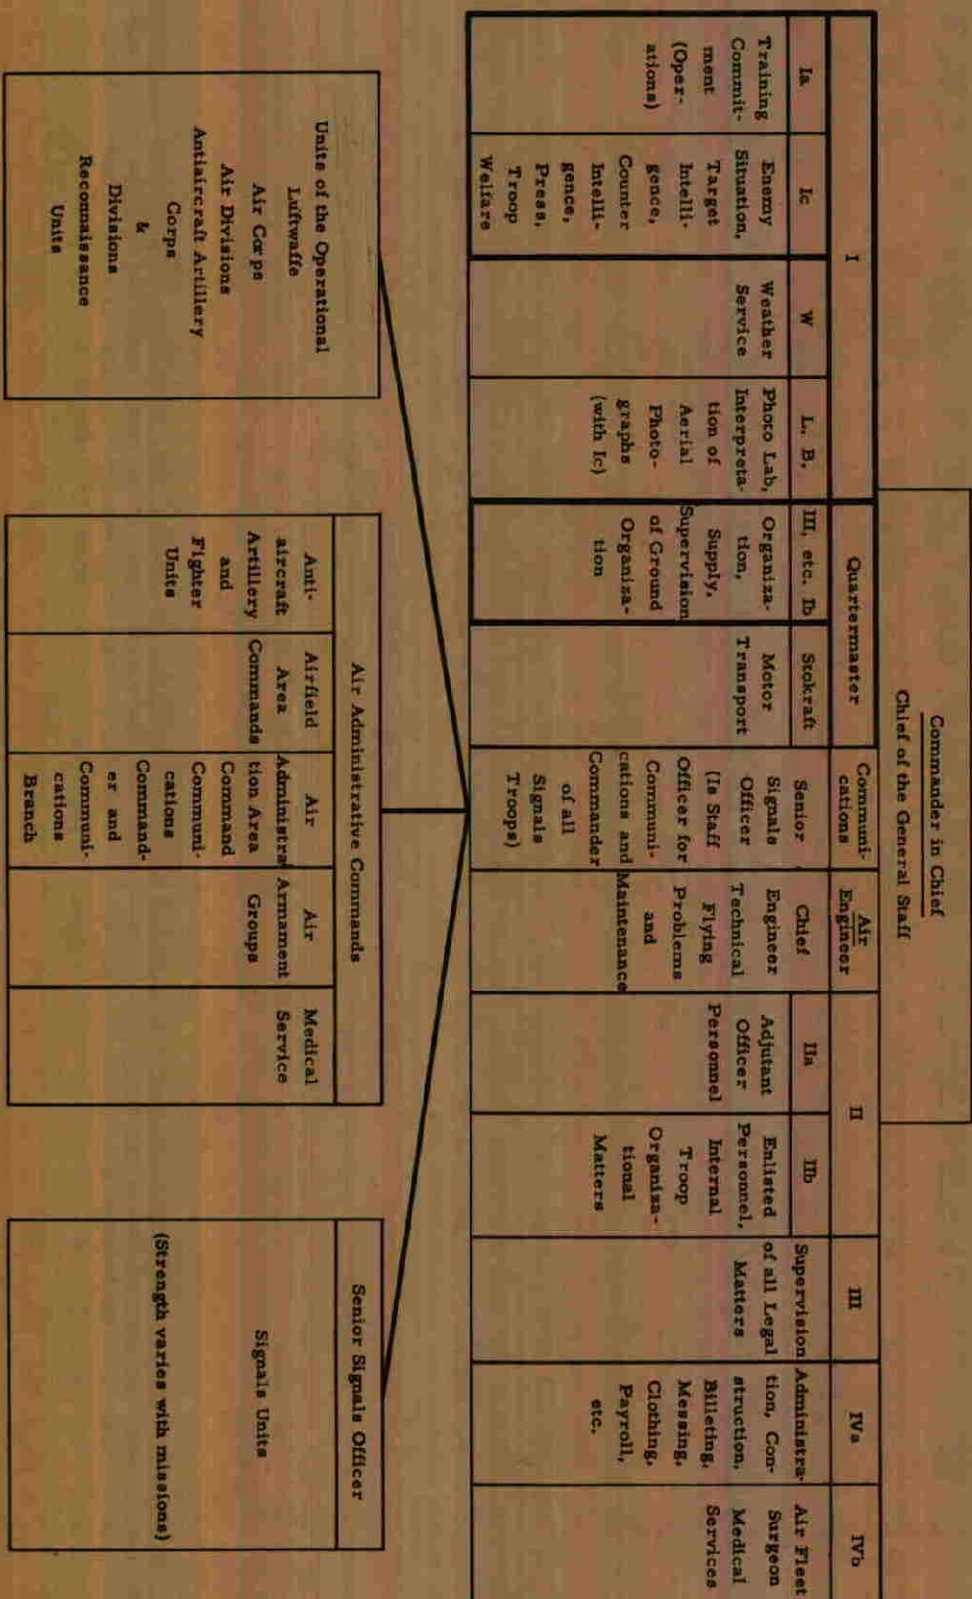 Commander in Chief
Chief of the General Staff
I
Quartermaster
Communi-
cations
Air
Engineer
II
III
IVa
IVb
Ia
Training
Commit-
ment
(Oper-
ations)
Ic
Enemy
Situation,
Target
Intelli-
gence,
Counter
Intelli-
gence,
Press,
Troop
Welfare
W
Weather
Service
L. B.
Photo Lab,
Interpreta-
tion of
Aerial
Photo-
graphs
(with Ic)
III, etc. Ib
Organiza-
tion,
Supply,
Supervision
of Ground
Organiza-
tion
Stokraft
Motor
Transport
Senior
Signals
Officer
(Is Staff
Officer for
Communi-
cations and
Commander
of all
Signals
Troops)
Chief
Engineer
Technical
Flying
Problems
and
Maintenance
IIa
Adjutant
Officer
Personnel
IIb
Enlisted
Personnel,
Internal
Troop
Organiza-
tional
Matters
Supervision
of all Legal
Matters
Administra-
tion, Con-
struction,
Billeting,
Messing,
Clothing,
Payroll,
etc.
Air Fleet
Surgeon
Medical
Services
Units of the Operational
Luftwaffe
Air Corps
Air Divisions
Antiaircraft Artillery
Corps
&
Divisions
Reconnaissance
Units
Air Administrative Commands
Anti-
aircraft
Artillery
and
Fighter
Units
Airfield
Area
Commands
Air
Administra
tion Area
Command
Communi-
cations
Command-
er and
Communi-
cations
Branch
Air
Armament
Groups
Medical
Service
Senior Signals Officer
Signals Units
(Strength varies with missions)